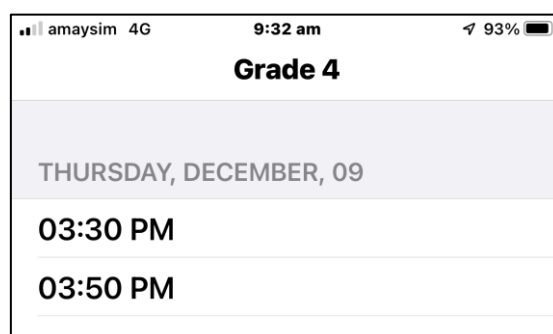 amaysim 4G 9:32 am 93%
Grade 4
THURSDAY, DECEMBER, 09
03:30 PM
03:50 PM